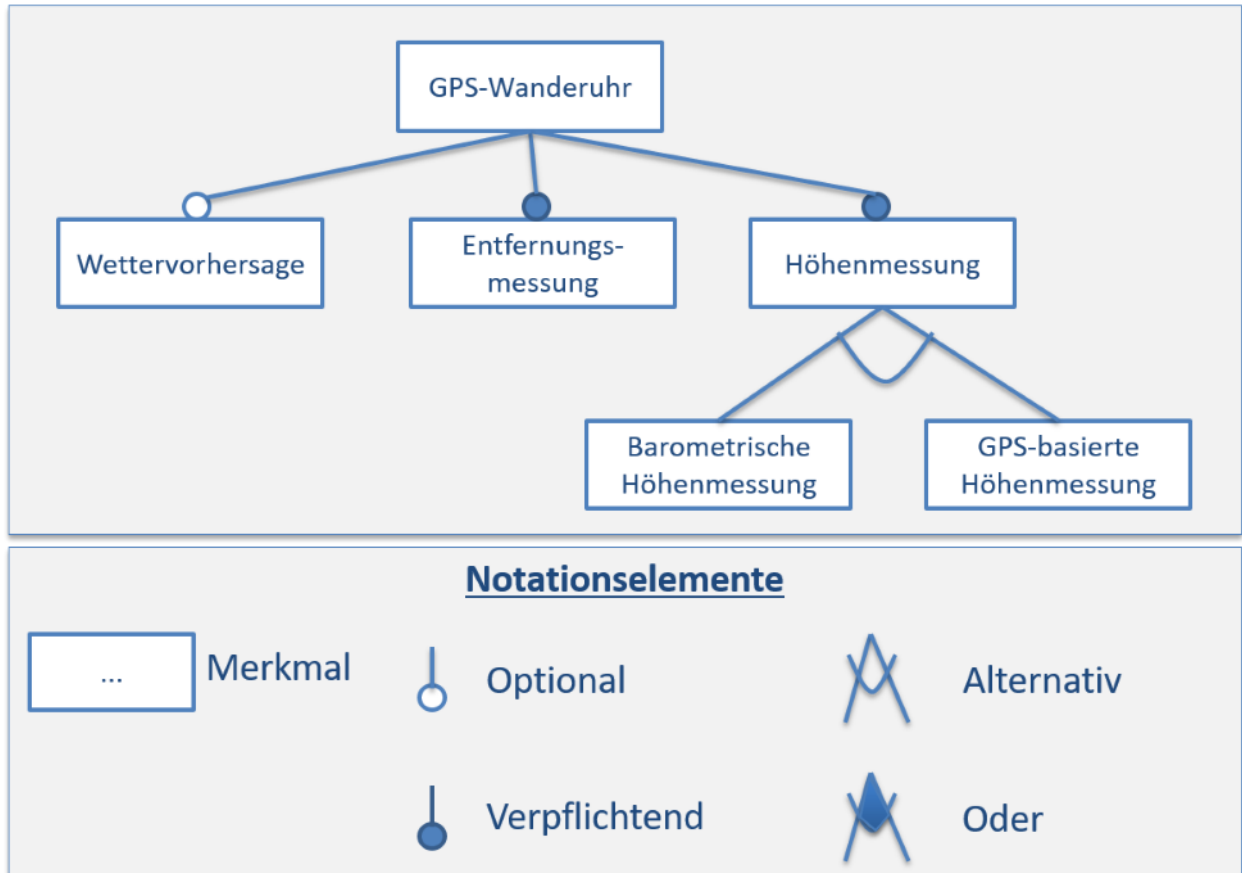 GPS-Wanderuhr
Wettervorhersage
Entfernungs-
messung
Höhenmessung
Barometrische
Höhenmessung
GPS-basierte
Höhenmessung
Notationselemente
...
Merkmal
Optional
Alternativ
Verpflichtend
Oder